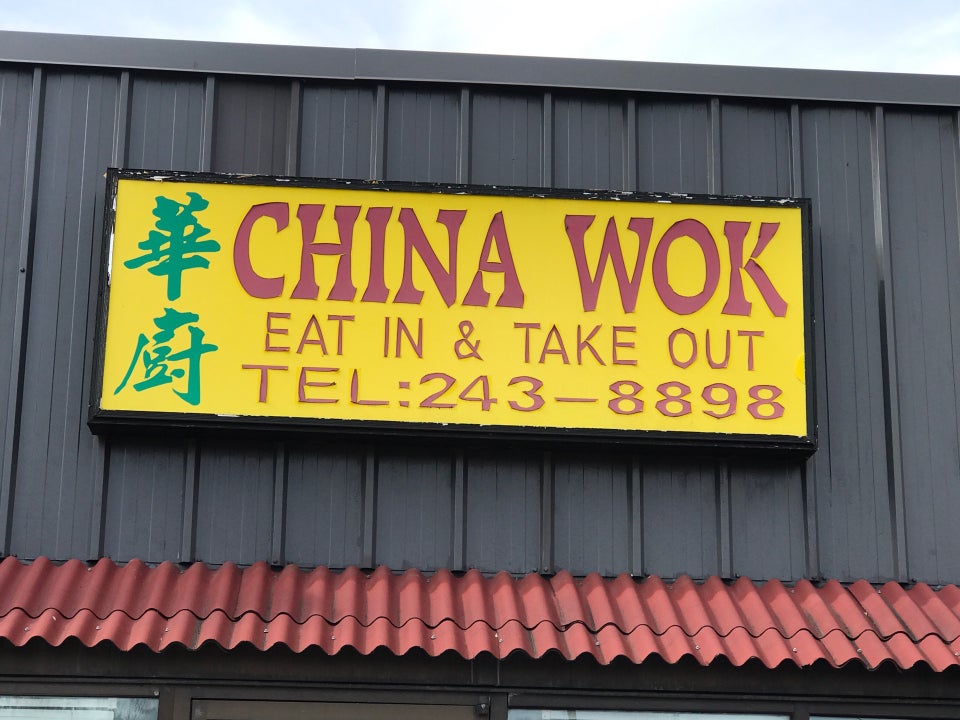 華廚
CHINA WOK
EAT IN & TAKE OUT
TEL:243-8898